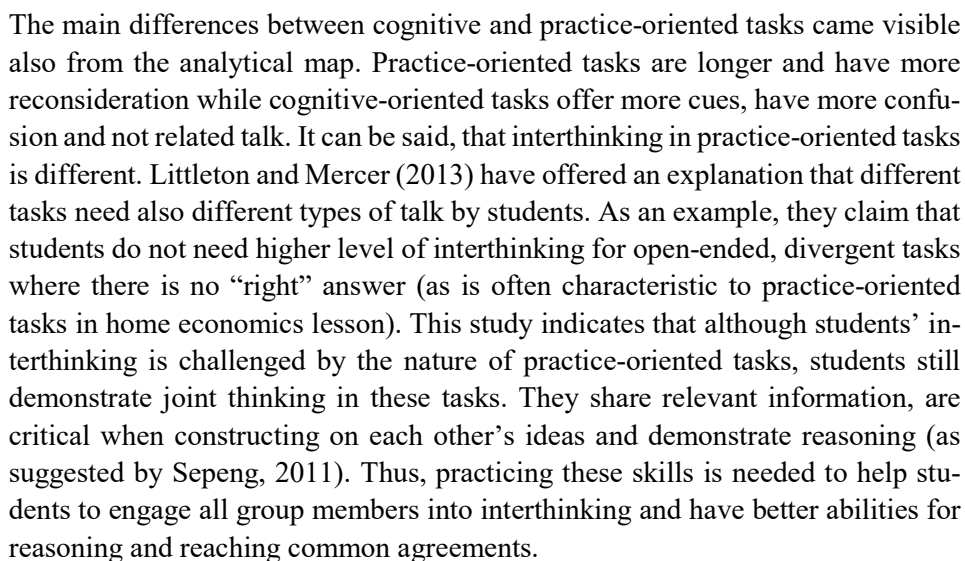 The main differences between cognitive and practice-oriented tasks came visible
also from the analytical map. Practice-oriented tasks are longer and have more
reconsideration while cognitive-oriented tasks offer more cues, have more confu-
sion and not related talk. It can be said, that interthinking in practice-oriented tasks
is different. Littleton and Mercer (2013) have offered an explanation that different
tasks need also different types of talk by students. As an example, they claim that
students do not need higher level of interthinking for open-ended, divergent tasks
where there is no “right” answer (as is often characteristic to practice-oriented
tasks in home economics lesson). This study indicates that although students’ in-
terthinking is challenged by the nature of practice-oriented tasks, students still
demonstrate joint thinking in these tasks. They share relevant information, are
critical when constructing on each other’s ideas and demonstrate reasoning (as
suggested by Sepeng, 2011). Thus, practicing these skills is needed to help stu-
dents to engage all group members into interthinking and have better abilities for
reasoning and reaching common agreements.